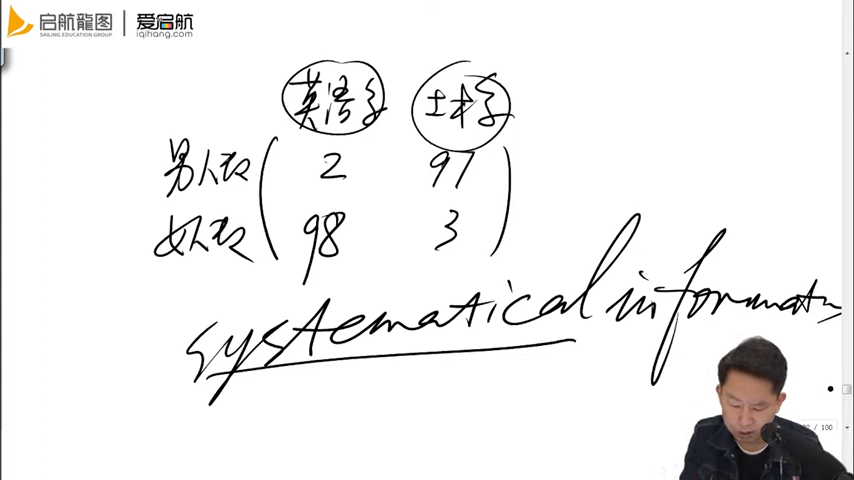 启航龍图 爱启航
SAILING EDUCATION GROUP iqihang.com
英语系 土木系
男人数 2 97
女人数 98 3
systematical information
/ 100